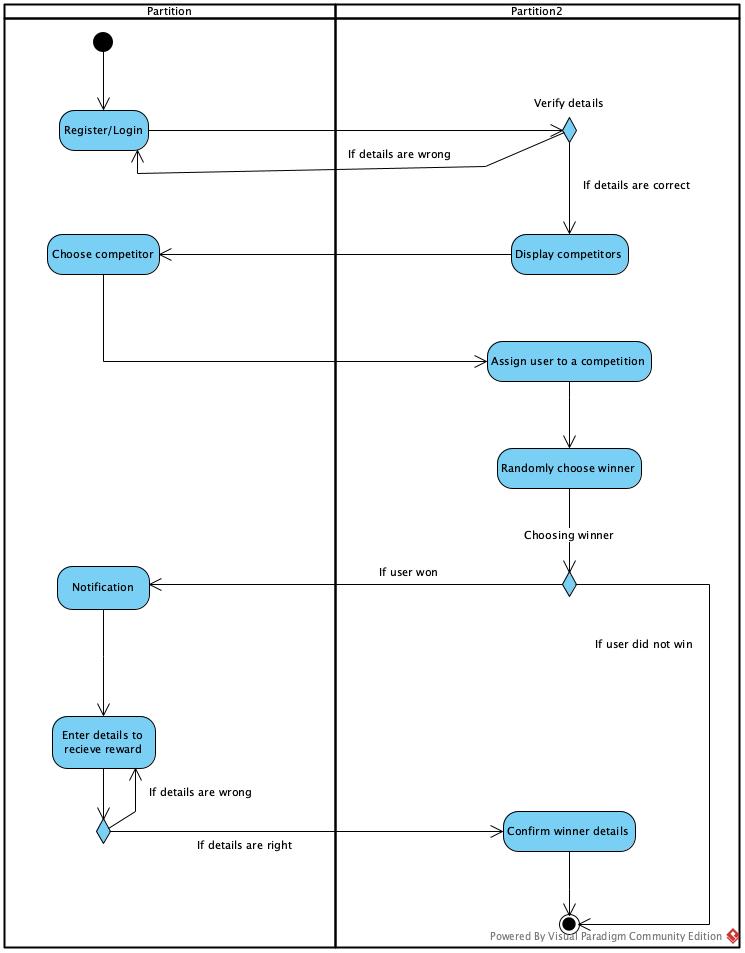 Partition
Partition2
Verify details
Register/Login
If details are wrong
If details are correct
Choose competitor
Display competitors
Assign user to a competition
Randomly choose winner
Choosing winner
If user won
Notification
If user did not win
Enter details to
recieve reward
If details are wrong
Confirm winner details
If details are right
Powered By Visual Paradigm Community Edition